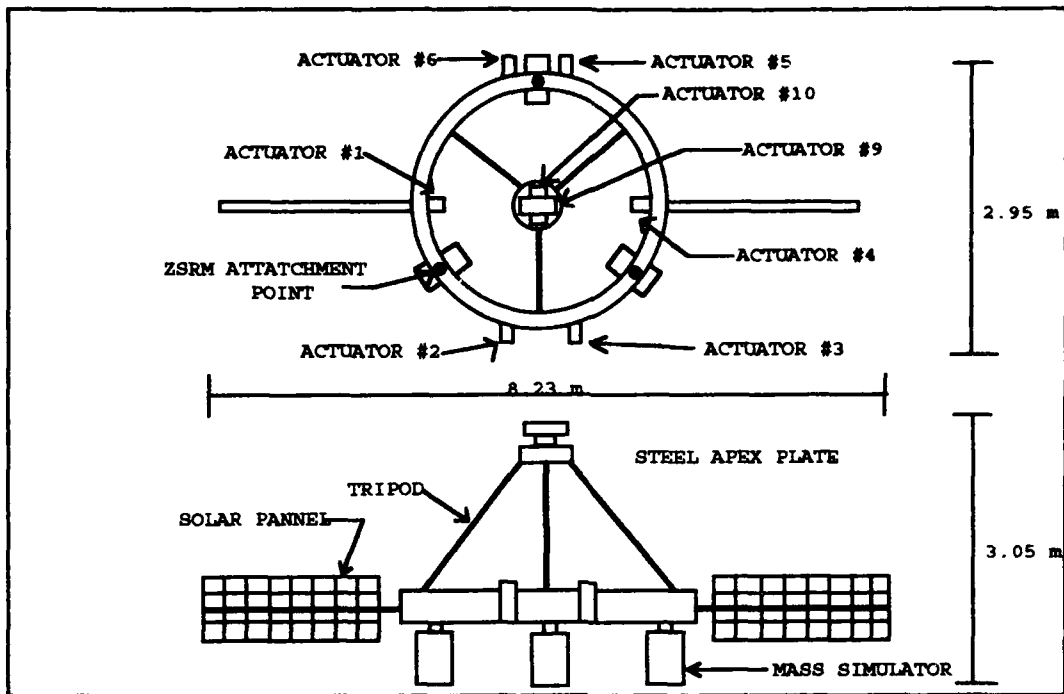 ACTUATOR #6
ACTUATOR #5
ACTUATOR #10
ACTUATOR #1
ACTUATOR #9
2.95 m
ACTUATOR #4
ZSRM ATTATCHMENT
POINT
ACTUATOR #2
ACTUATOR #3
8.23 m
STEEL APEX PLATE
TRIPOD
SOLAR PANNEL
3.05 m
MASS SIMULATOR